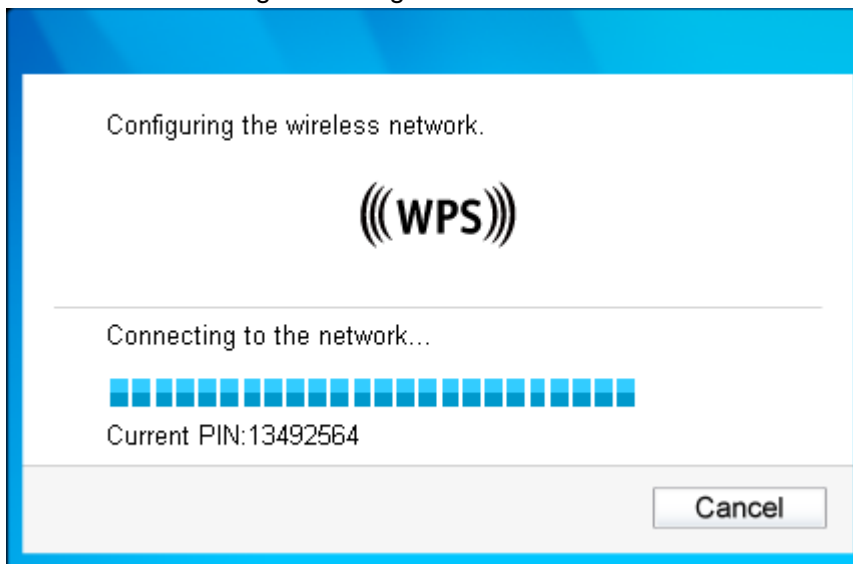 Configuring the wireless network.
(((WPS)))
Connecting to the network...
Current PIN:13492564
Cancel